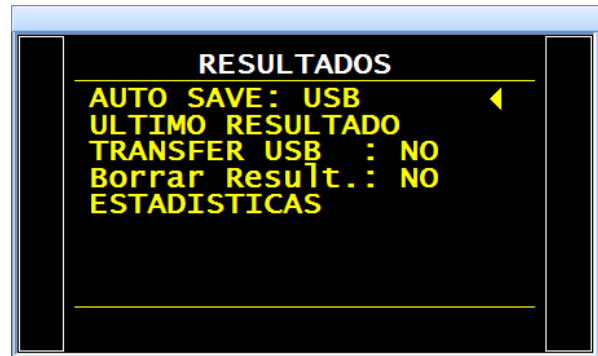 RESULTADOS
AUTO SAVE: USB
ULTIMO RESULTADO
TRANSFER USB : NO
Borrar Result.: NO
ESTADISTICAS